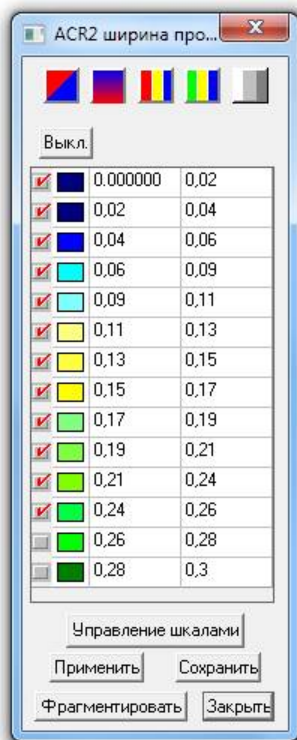 ACR2 ширина про...
Выкл.
0.000000 0,02
0,02 0,04
0,04 0,06
0,06 0,09
0,09 0,11
0,11 0,13
0,13 0,15
0,15 0,17
0,17 0,19
0,19 0,21
0,21 0,24
0,24 0,26
0,26 0,28
0,28 0,3
Управление шкалами
Применить Сохранить
Фрагментировать Закрыть